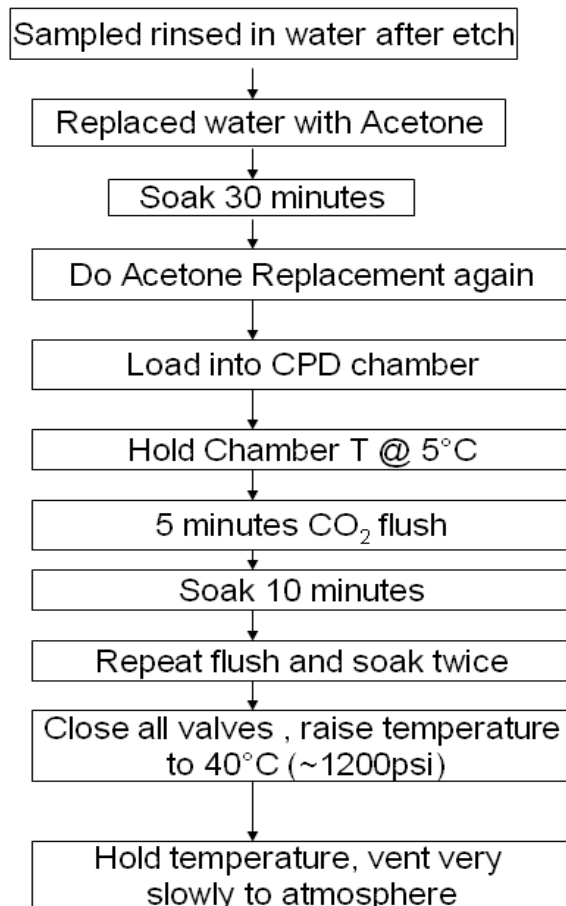 Sampled rinsed in water after etch
Replaced water with Acetone
Soak 30 minutes
Do Acetone Replacement again
Load into CPD chamber
Hold Chamber T @ 5°C
5 minutes CO₂ flush
Soak 10 minutes
Repeat flush and soak twice
Close all valves , raise temperature
to 40°C (~1200psi)
Hold temperature, vent very
slowly to atmosphere